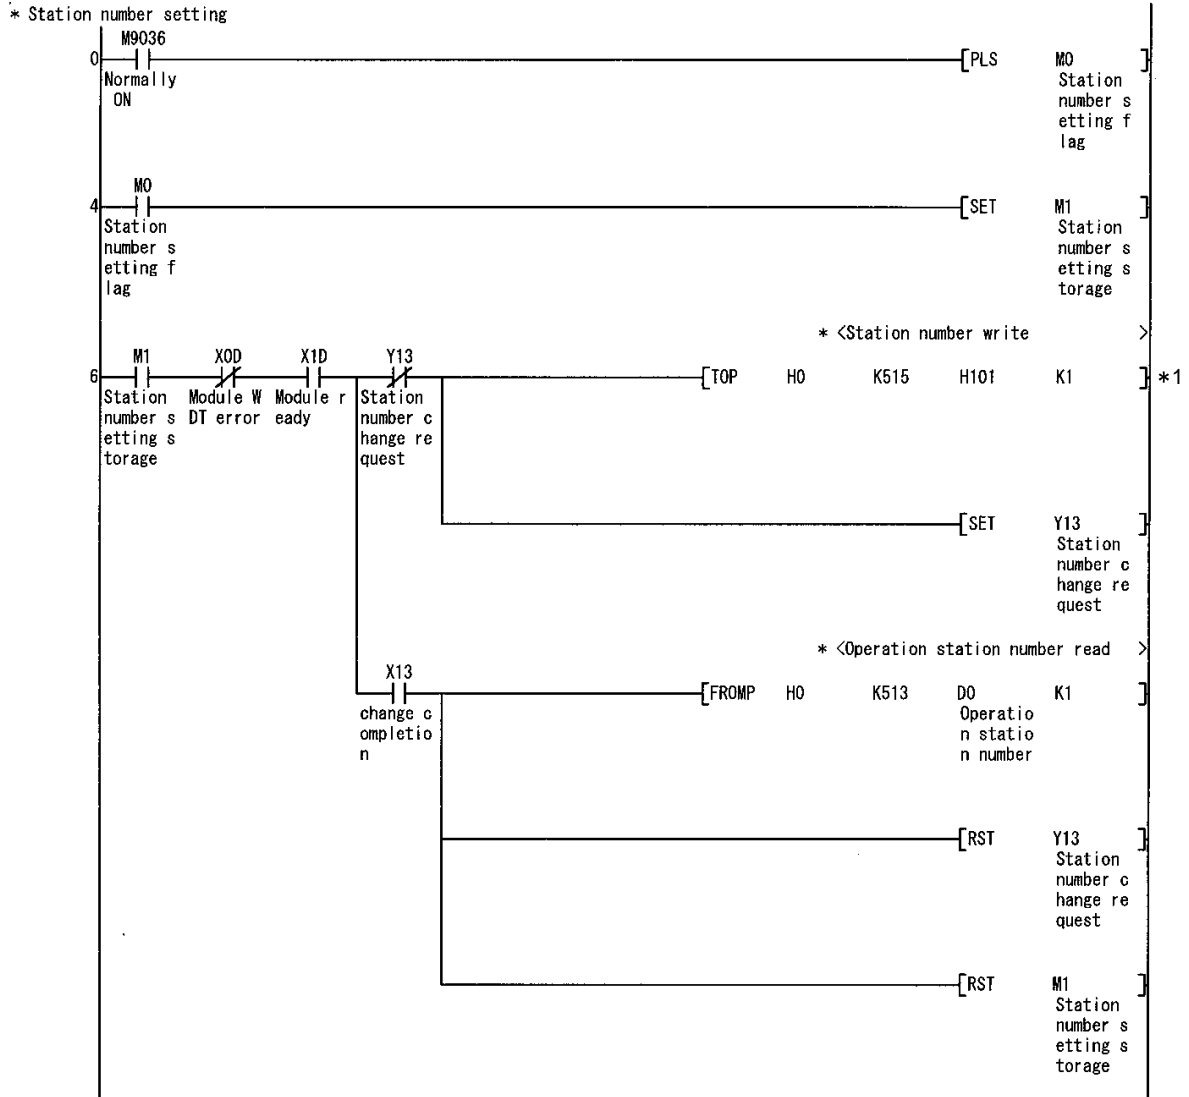 * Station number setting
M9036
0 [PLS M0 ]
Normally
ON
Station
number s
etting f
lag
M0
4 [SET M1 ]
Station
number s
etting f
lag
Station
number s
etting s
torage
* <Station number write >
M1 X0D X1D Y13
6 [TOP H0 K515 H101 K1 ] *1
Station Module W Module r Station
number s DT error eady number c
etting s hange re
torage quest
[SET Y13 ]
Station
number c
hange re
quest
* <Operation station number read >
X13
[FROMP H0 K513 D0 K1 ]
change c
ompletio
n
Operatio
n statio
n number
[RST Y13 ]
Station
number c
hange re
quest
[RST M1 ]
Station
number s
etting s
torage